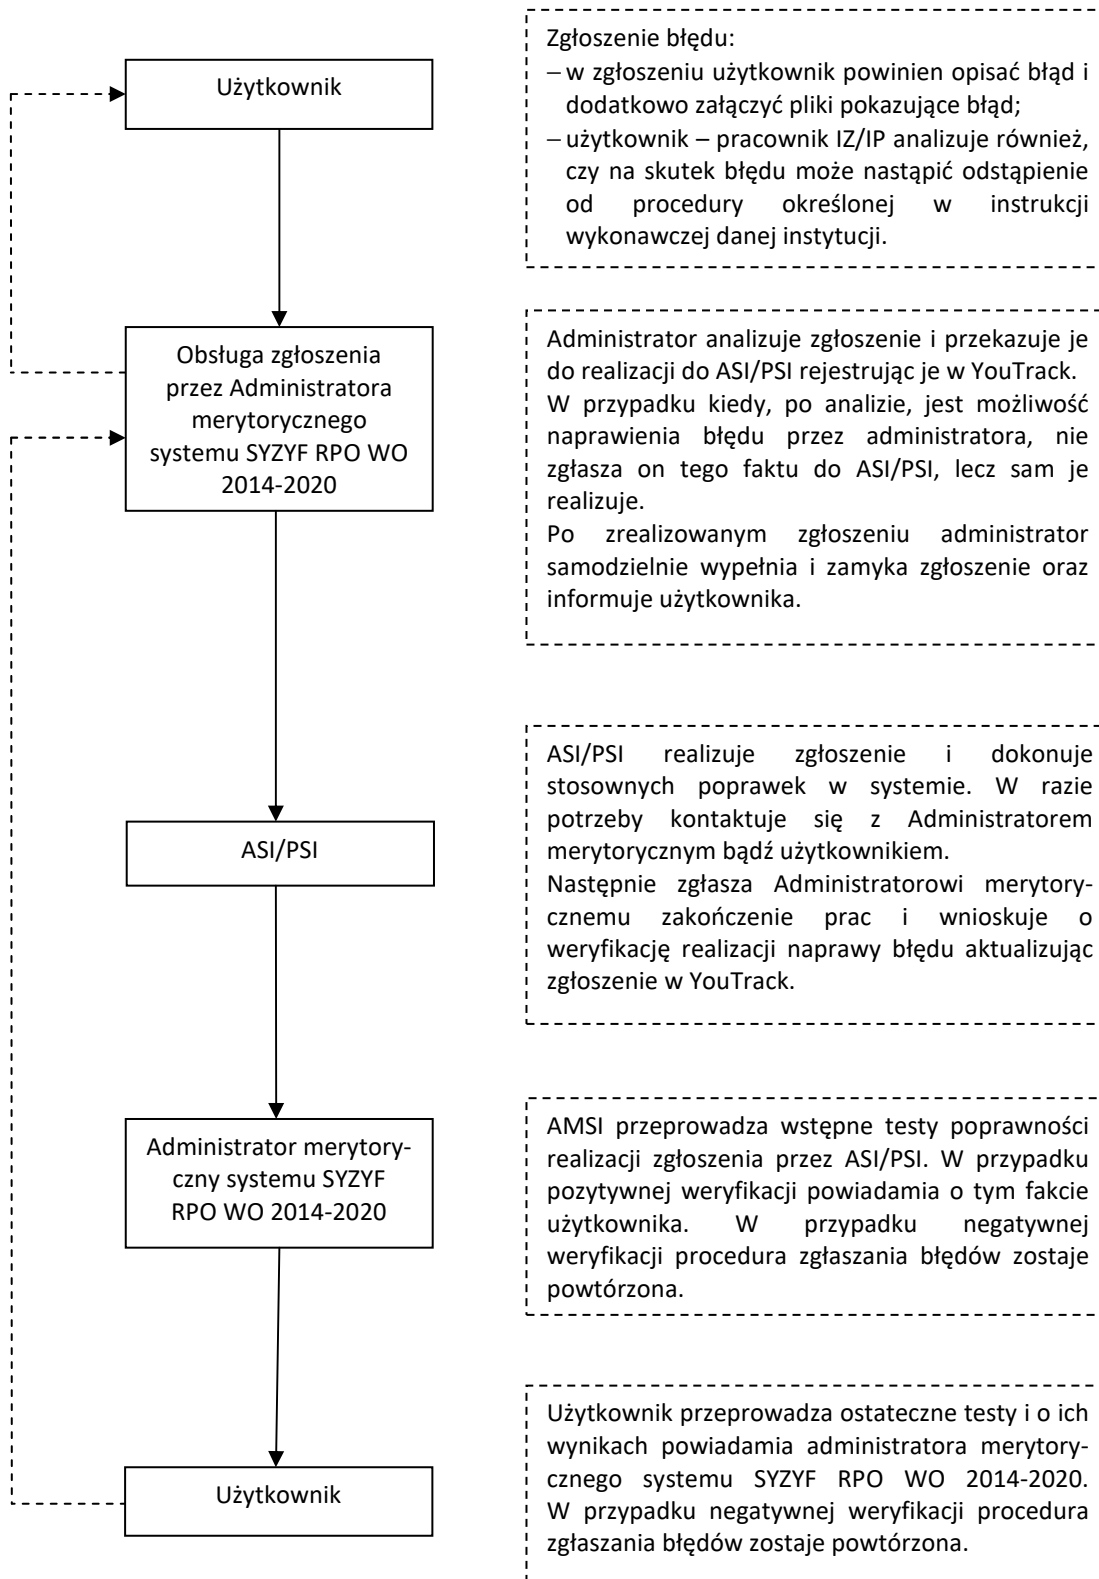 Użytkownik
Zgłoszenie błędu:
– w zgłoszeniu użytkownik powinien opisać błąd i
dodatkowo załączyć pliki pokazujące błąd;
– użytkownik – pracownik IZ/IP analizuje również,
czy na skutek błędu może nastąpić odstąpienie
od procedury określonej w instrukcji
wykonawczej danej instytucji.
Obsługa zgłoszenia
przez Administratora
merytorycznego
systemu SYZYF RPO WO
2014-2020
Administrator analizuje zgłoszenie i przekazuje je
do realizacji do ASI/PSI rejestrując je w YouTrack.
W przypadku kiedy, po analizie, jest możliwość
naprawienia błędu przez administratora, nie
zgłasza on tego faktu do ASI/PSI, lecz sam je
realizuje.
Po zrealizowanym zgłoszeniu administrator
samodzielnie wypełnia i zamyka zgłoszenie oraz
informuje użytkownika.
ASI/PSI
ASI/PSI realizuje zgłoszenie i dokonuje
stosownych poprawek w systemie. W razie
potrzeby kontaktuje się z Administratorem
merytorycznym bądź użytkownikiem.
Następnie zgłasza Administratorowi merytory-
cznemu zakończenie prac i wnioskuje o
weryfikację realizacji naprawy błędu aktualizując
zgłoszenie w YouTrack.
Administrator merytory-
czny systemu SYZYF
RPO WO 2014-2020
AMSI przeprowadza wstępne testy poprawności
realizacji zgłoszenia przez ASI/PSI. W przypadku
pozytywnej weryfikacji powiadamia o tym fakcie
użytkownika. W przypadku negatywnej
weryfikacji procedura zgłaszania błędów zostaje
powtórzona.
Użytkownik
Użytkownik przeprowadza ostateczne testy i o ich
wynikach powiadamia administratora merytory-
cznego systemu SYZYF RPO WO 2014-2020.
W przypadku negatywnej weryfikacji procedura
zgłaszania błędów zostaje powtórzona.